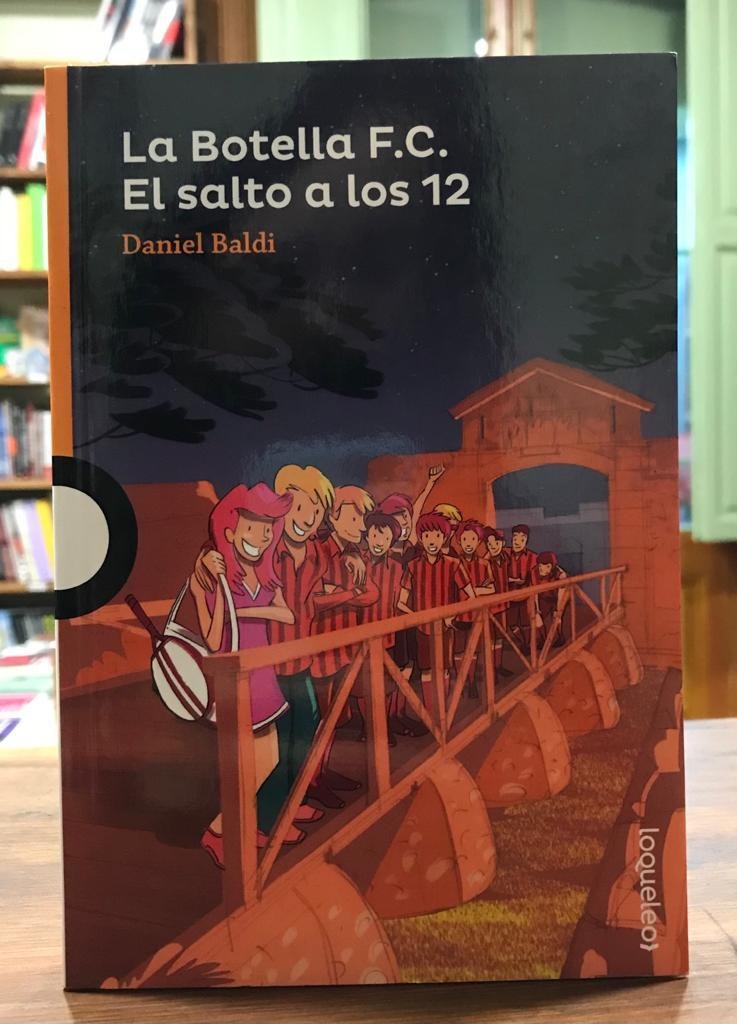 La Botella F.C.
El salto a los 12
Daniel Baldi
loqueleo}